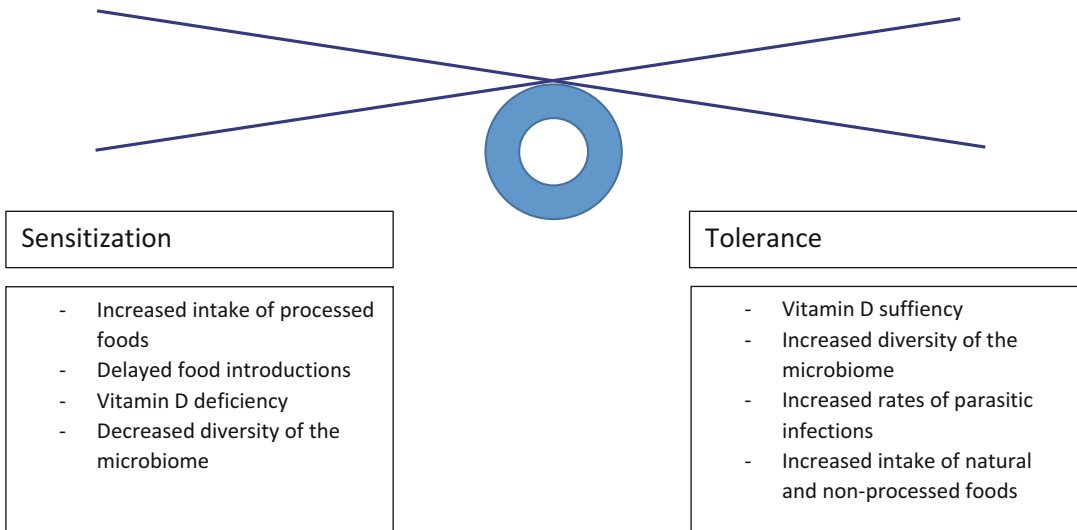 Sensitization
- Increased intake of processed
foods
- Delayed food introductions
- Vitamin D deficiency
- Decreased diversity of the
microbiome
Tolerance
- Vitamin D suffiency
- Increased diversity of the
microbiome
- Increased rates of parasitic
infections
- Increased intake of natural
and non-processed foods